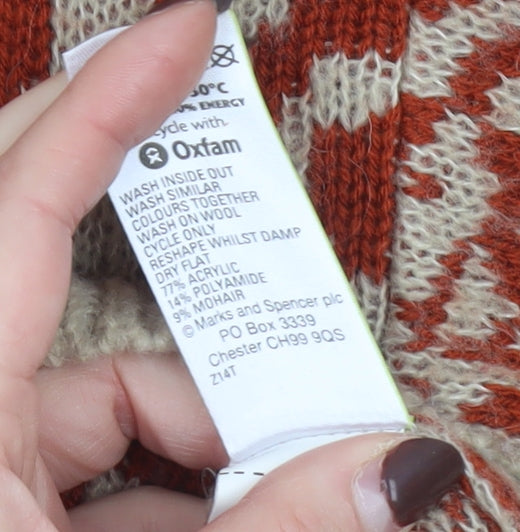 30°C
% ENERGY
cycle with
Oxfam
WASH INSIDE OUT
WASH SIMILAR
COLOURS TOGETHER
WASH ON WOOL
CYCLE ONLY
RESHAPE WHILST DAMP
DRY FLAT
77% ACRYLIC
14% POLYAMIDE
9% MOHAIR
© Marks and Spencer plc
PO Box 3339
Chester CH99 9QS
Z14T